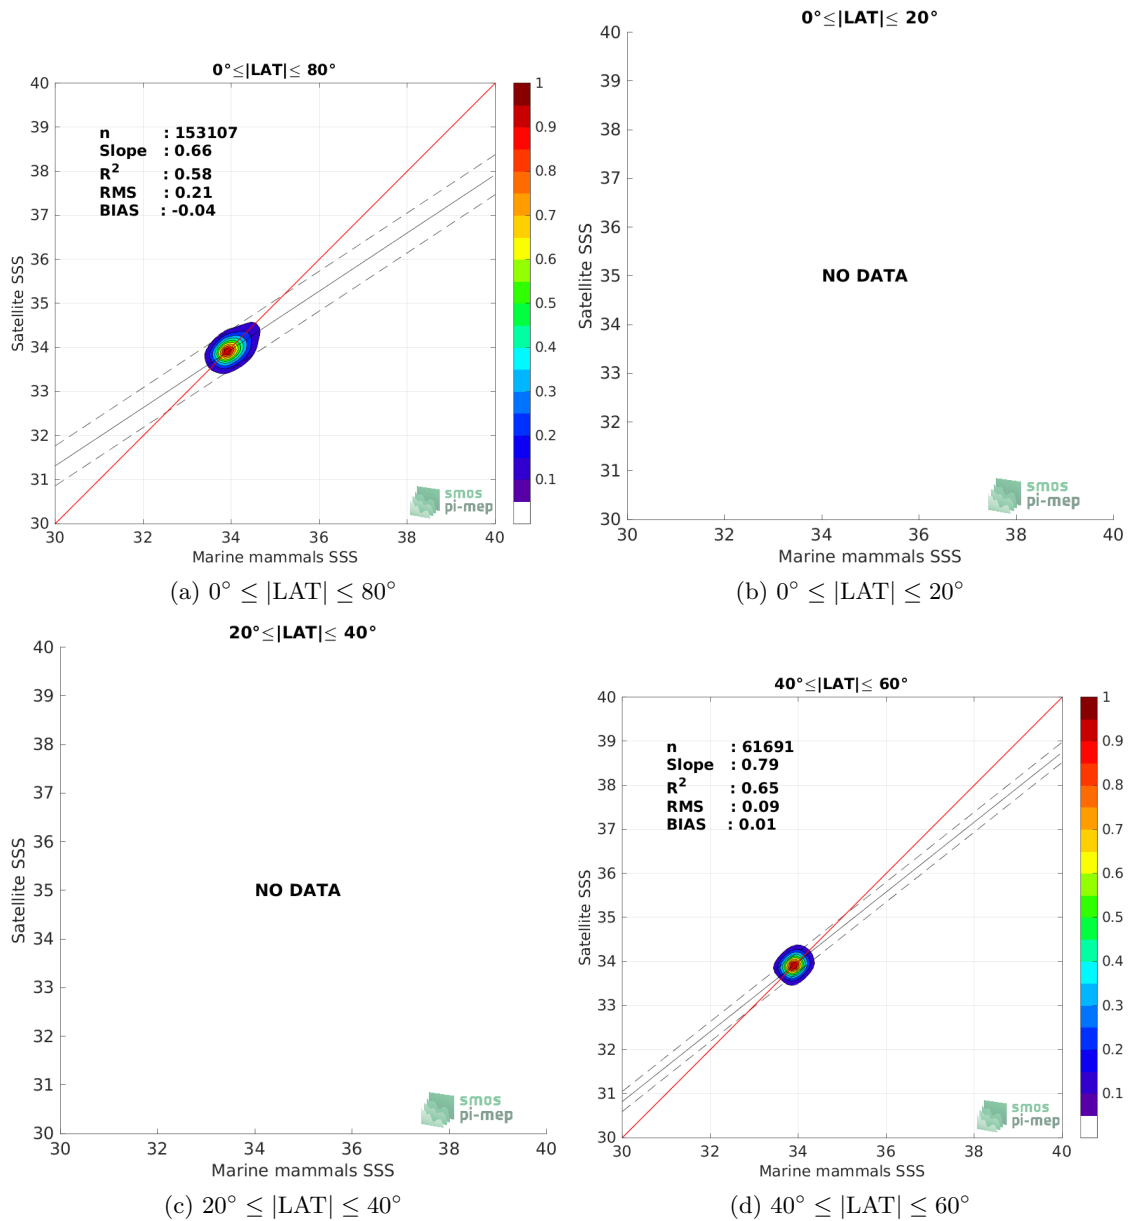 0°≤|LAT|≤ 80°
40
39
38
37
36
35
34
33
32
31
30
n : 153107
Slope : 0.66
R2 : 0.58
RMS : 0.21
BIAS : -0.04
Satellite SSS
30 32 34 36 38 40
Marine mammals SSS
1
0.9
0.8
0.7
0.6
0.5
0.4
0.3
0.2
0.1
smos
pi-mep
(a) 0° ≤ |LAT| ≤ 80°
0°≤|LAT|≤ 20°
40
39
38
37
36
35
34
33
32
31
30
Satellite SSS
NO DATA
smos
pi-mep
30 32 34 36 38 40
Marine mammals SSS
(b) 0° ≤ |LAT| ≤ 20°
20°≤|LAT|≤ 40°
40
39
38
37
36
35
34
33
32
31
30
Satellite SSS
NO DATA
smos
pi-mep
30 32 34 36 38 40
Marine mammals SSS
(c) 20° ≤ |LAT| ≤ 40°
40°≤|LAT|≤ 60°
40
39
38
37
36
35
34
33
32
31
30
n : 61691
Slope : 0.79
R2 : 0.65
RMS : 0.09
BIAS : 0.01
Satellite SSS
30 32 34 36 38 40
Marine mammals SSS
1
0.9
0.8
0.7
0.6
0.5
0.4
0.3
0.2
0.1
smos
pi-mep
(d) 40° ≤ |LAT| ≤ 60°